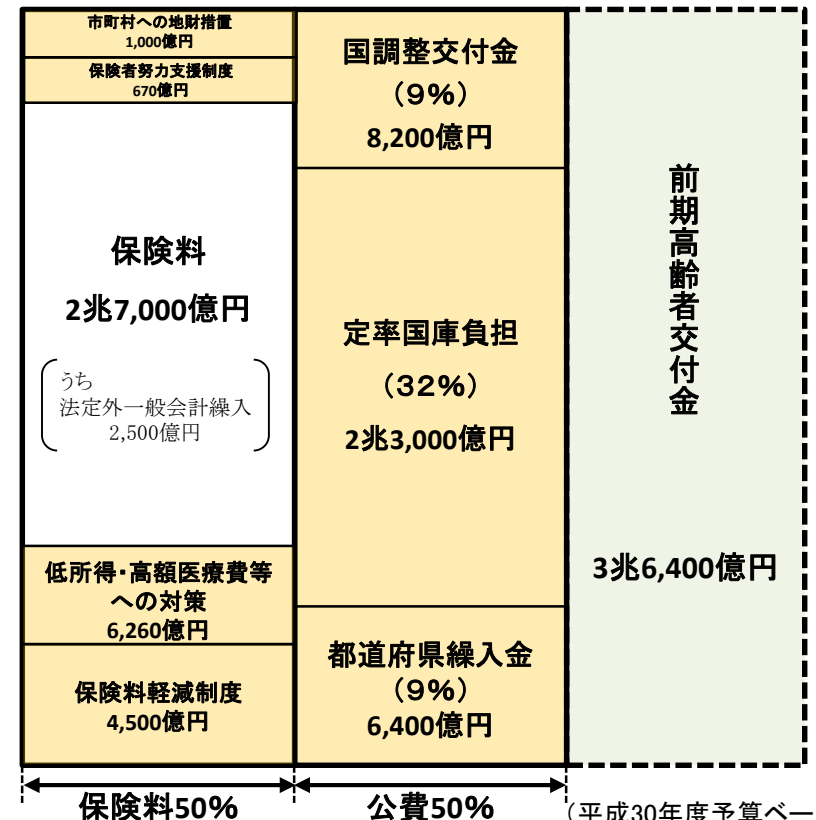 市町村への地財措置
1,000億円
保険者努力支援制度
670億円
保険料
2兆7,000億円
うち
法定外一般会計繰入
2,500億円
低所得・高額医療費等
への対策
6,260億円
保険料軽減制度
4,500億円
国調整交付金
(9%)
8,200億円
定率国庫負担
(32%)
2兆3,000億円
都道府県繰入金
(9%)
6,400億円
前期高齢者交付金
3兆6,400億円
保険料50%
公費50%
(平成30年度予算ベー